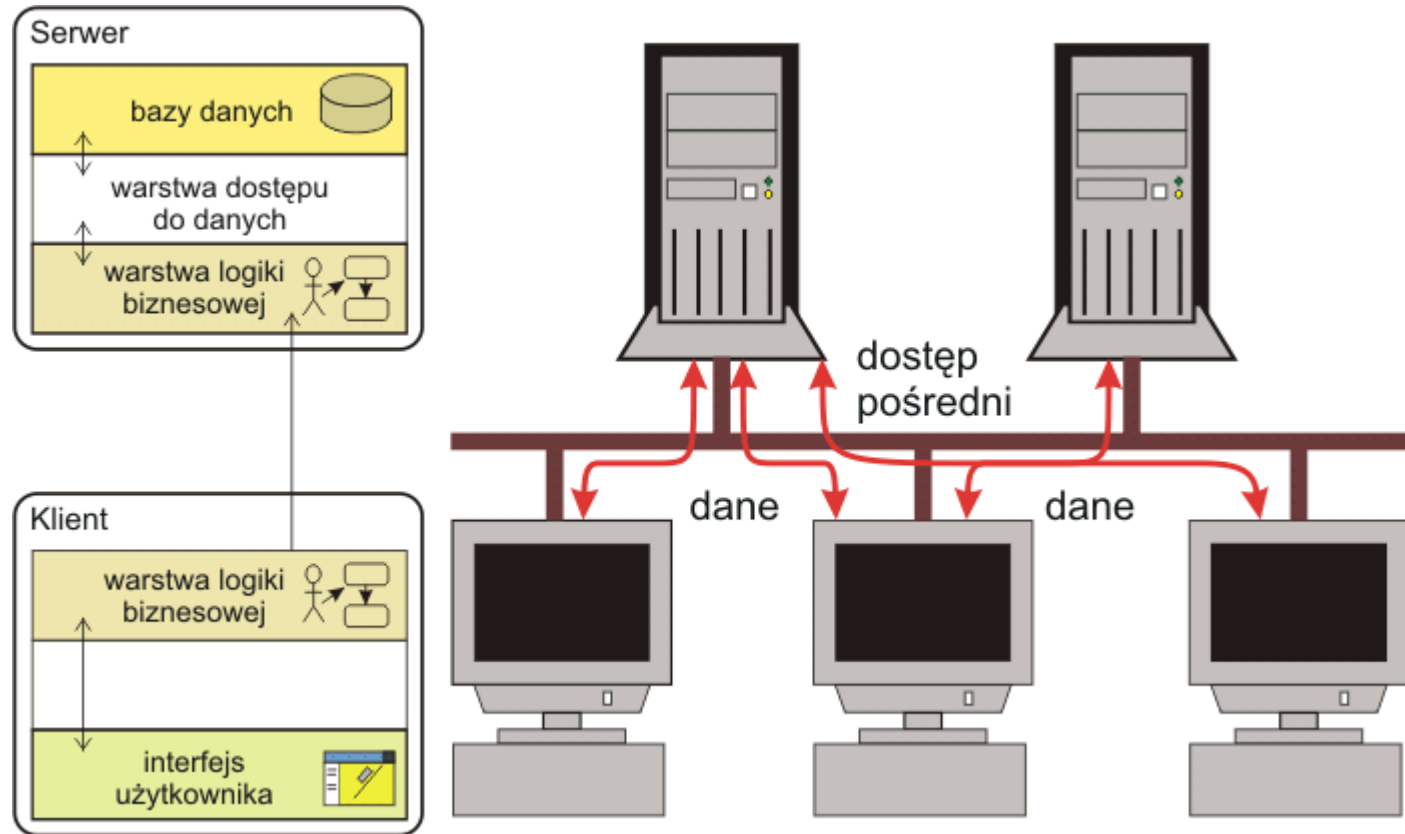 Serwer
bazy danych
warstwa dostępu
do danych
warstwa logiki
biznesowej
Klient
warstwa logiki
biznesowej
interfejs
użytkownika
dostęp
pośredni
dane
dane